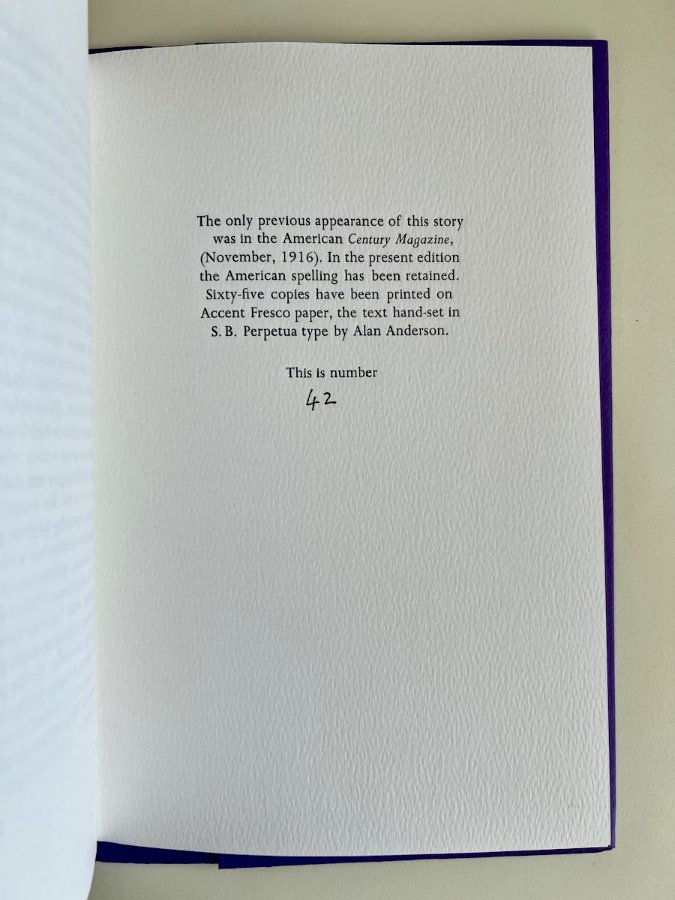 The only previous appearance of this story
was in the American Century Magazine,
(November, 1916). In the present edition
the American spelling has been retained.
Sixty-five copies have been printed on
Accent Fresco paper, the text hand-set in
S. B. Perpetua type by Alan Anderson.
This is number
42